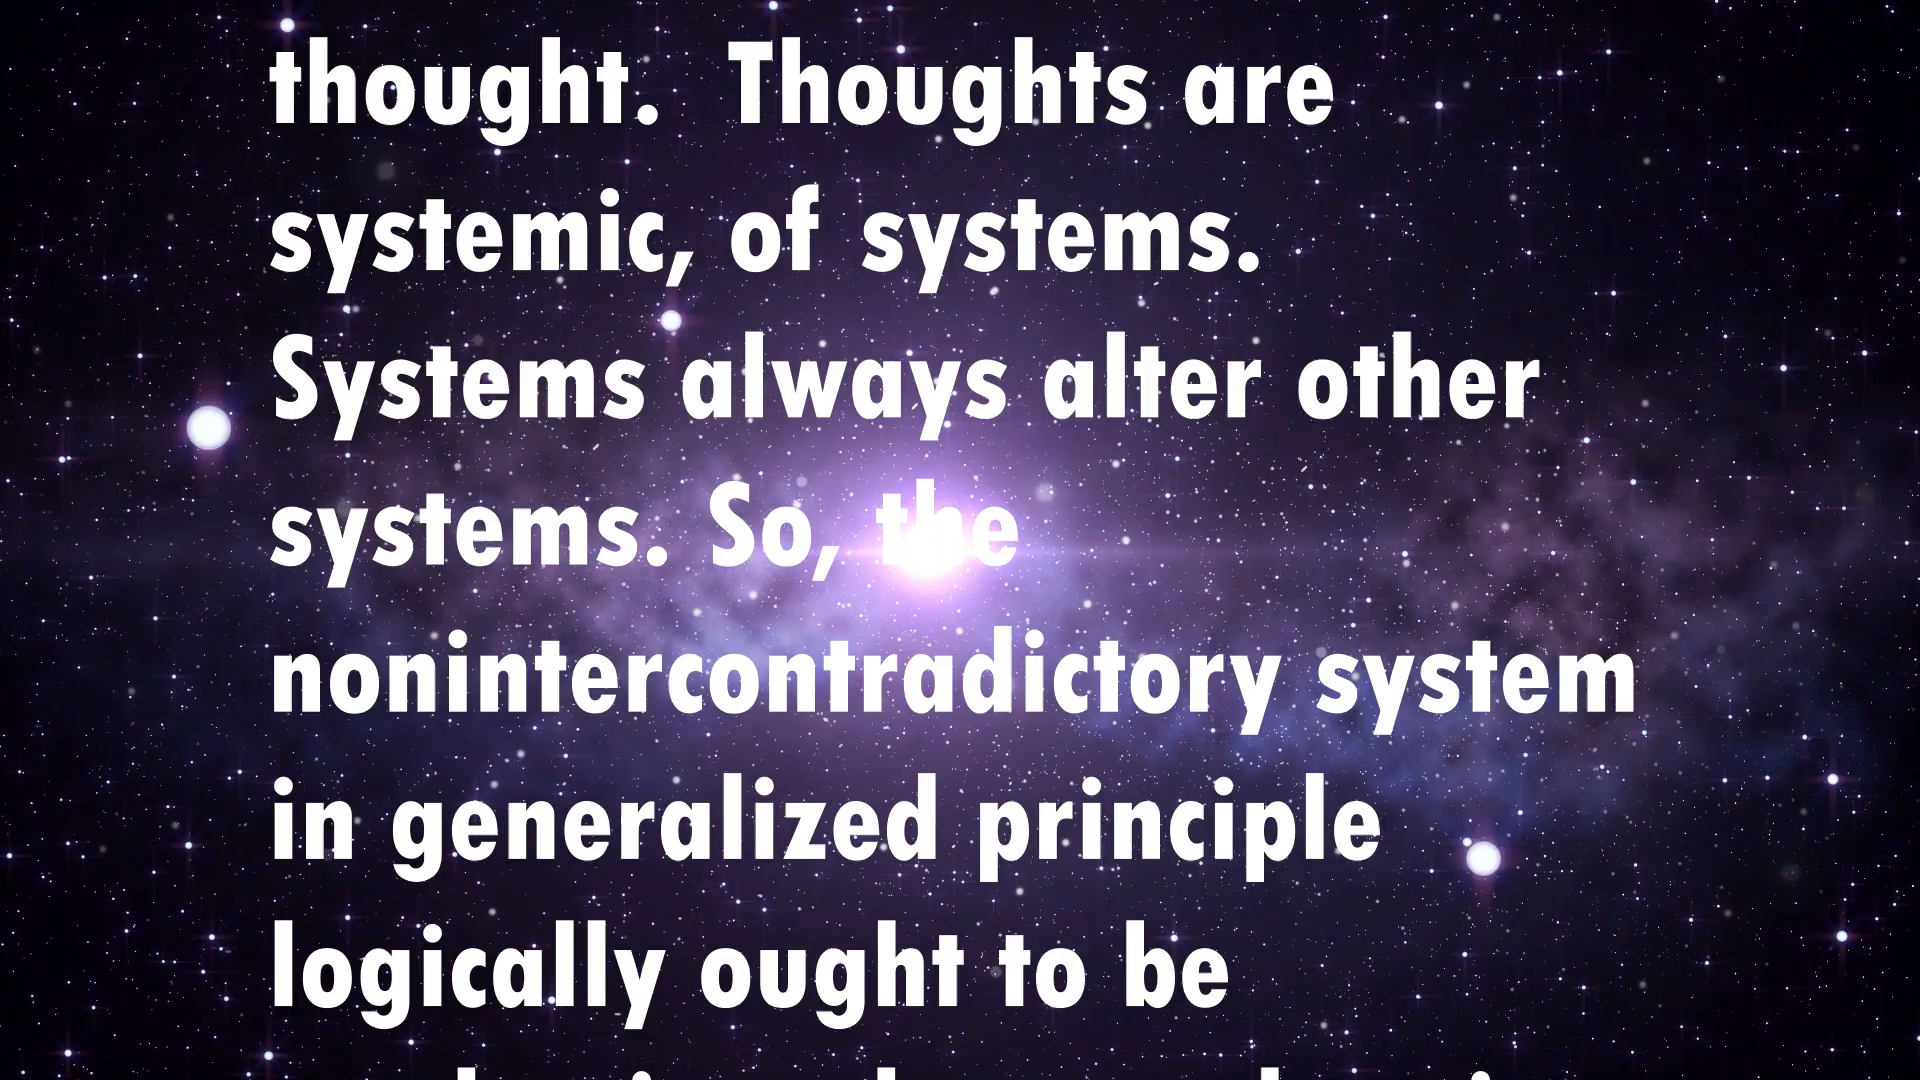 thought.  Thoughts are
systemic, of systems.
Systems always alter other
systems. So, the
nonintercontradictory system
in generalized principle
logically ought to be